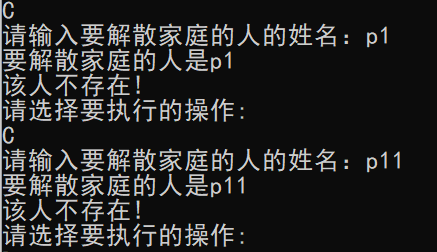 C
请输入要解散家庭的人的姓名：p1
要解散家庭的人是p1
该人不存在!
请选择要执行的操作:
C
请输入要解散家庭的人的姓名：p11
要解散家庭的人是p11
该人不存在!
请选择要执行的操作: